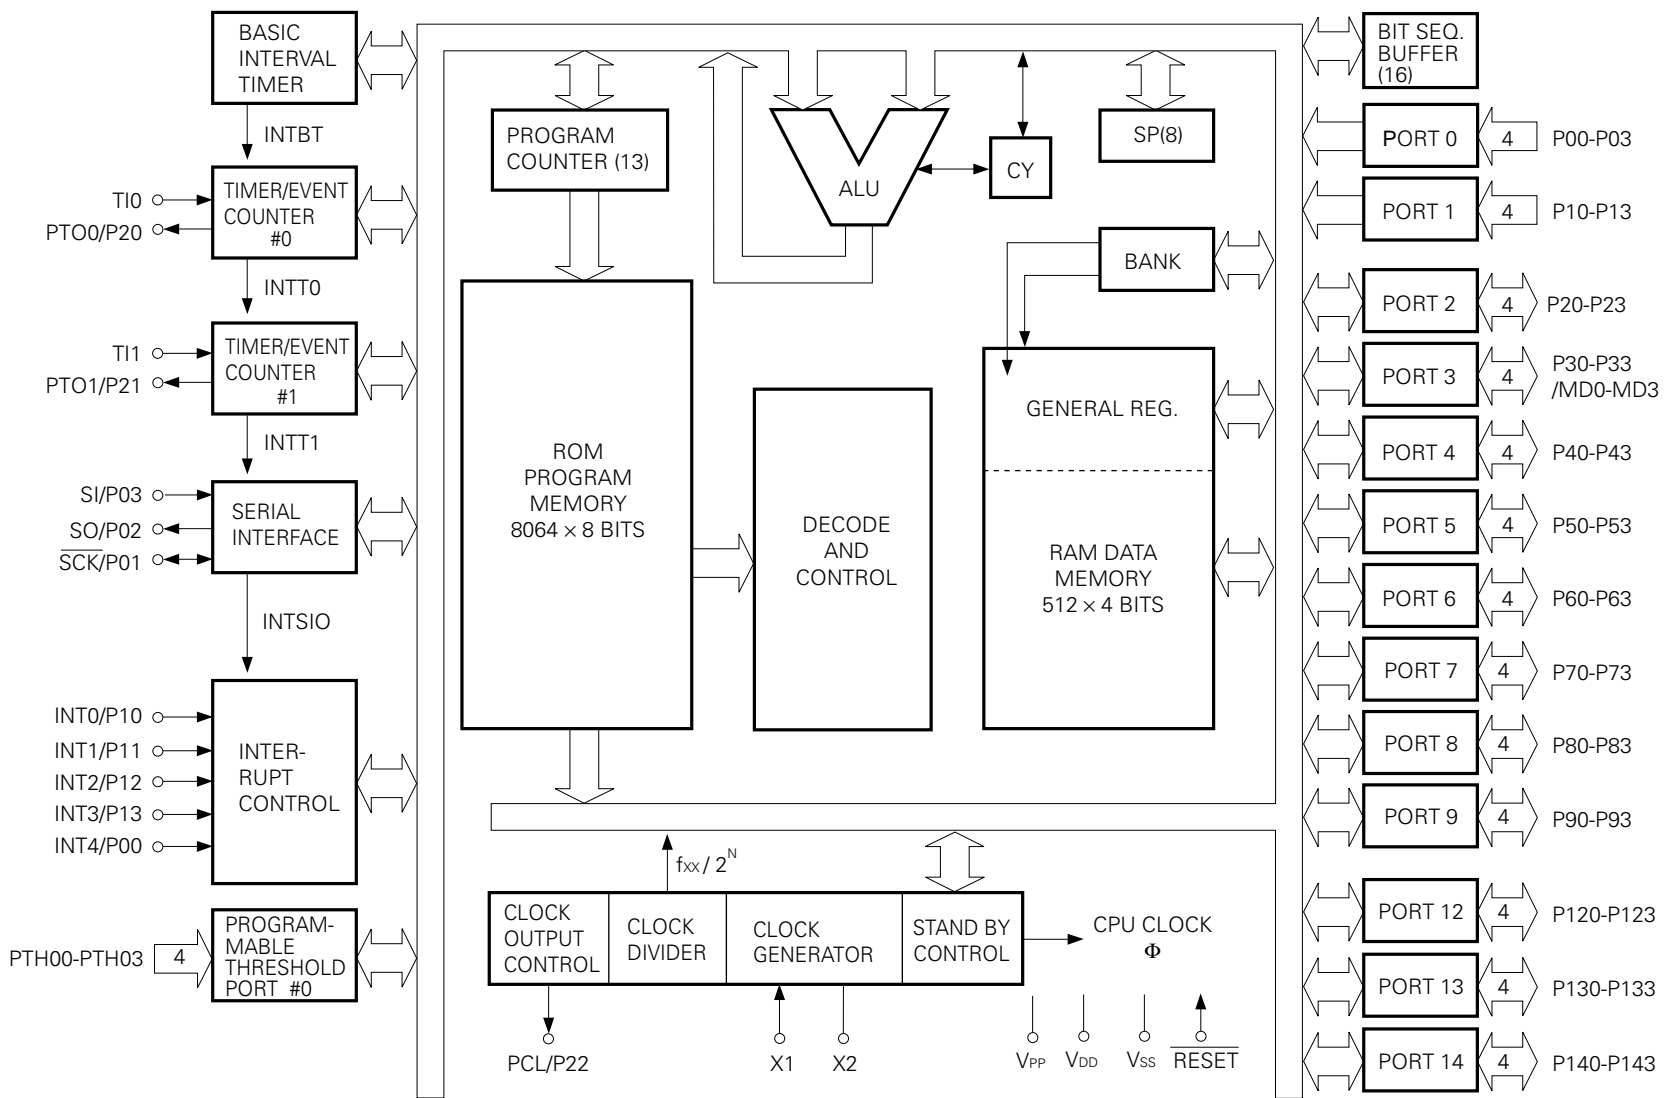 BASIC
INTERVAL
TIMER
INTBT
TI0
PTO0/P20
TIMER/EVENT
COUNTER
#0
INTT0
TI1
PTO1/P21
TIMER/EVENT
COUNTER
#1
INTT1
SI/P03
SO/P02
SCK/P01
SERIAL
INTERFACE
INTSIO
INT0/P10
INT1/P11
INT2/P12
INT3/P13
INT4/P00
INTER-
RUPT
CONTROL
PTH00-PTH03
4
PROGRAM-
MABLE
THRESHOLD
PORT #0
PROGRAM
COUNTER (13)
ALU
CY
SP(8)
BANK
ROM
PROGRAM
MEMORY
8064 × 8 BITS
DECODE
AND
CONTROL
GENERAL REG.
RAM DATA
MEMORY
512 × 4 BITS
fxx / 2^N
CLOCK
OUTPUT
CONTROL
CLOCK
DIVIDER
CLOCK
GENERATOR
STAND BY
CONTROL
CPU CLOCK
Φ
PCL/P22
X1
X2
VPP
VDD
VSS
RESET
BIT SEQ.
BUFFER
(16)
PORT 0
4
P00-P03
PORT 1
4
P10-P13
PORT 2
4
P20-P23
PORT 3
4
P30-P33
/MD0-MD3
PORT 4
4
P40-P43
PORT 5
4
P50-P53
PORT 6
4
P60-P63
PORT 7
4
P70-P73
PORT 8
4
P80-P83
PORT 9
4
P90-P93
PORT 12
4
P120-P123
PORT 13
4
P130-P133
PORT 14
4
P140-P143